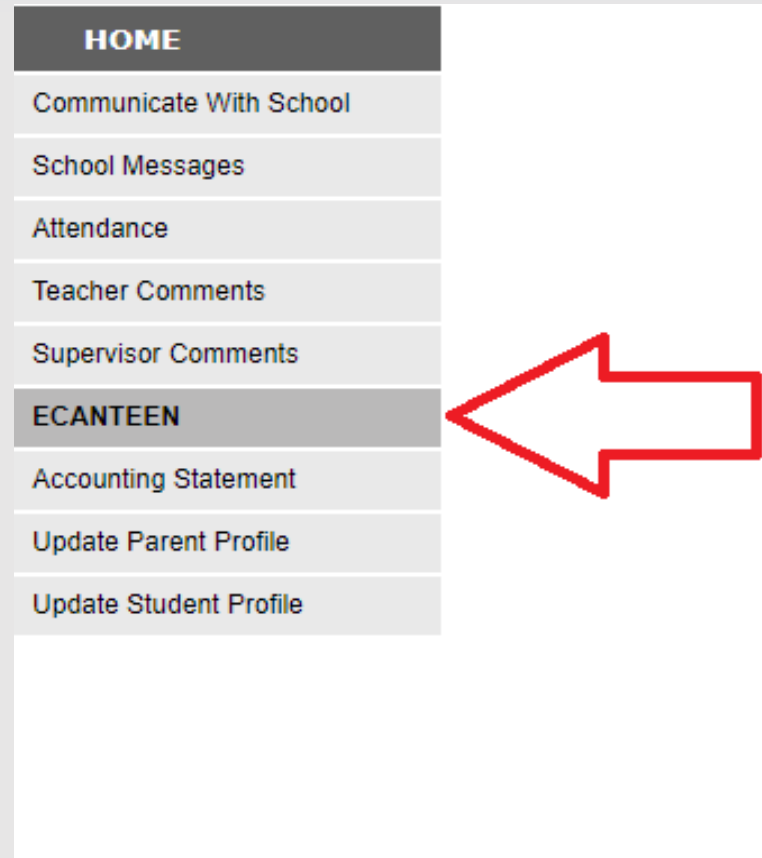 HOME
Communicate With School
School Messages
Attendance
Teacher Comments
Supervisor Comments
ECANTEEN
Accounting Statement
Update Parent Profile
Update Student Profile